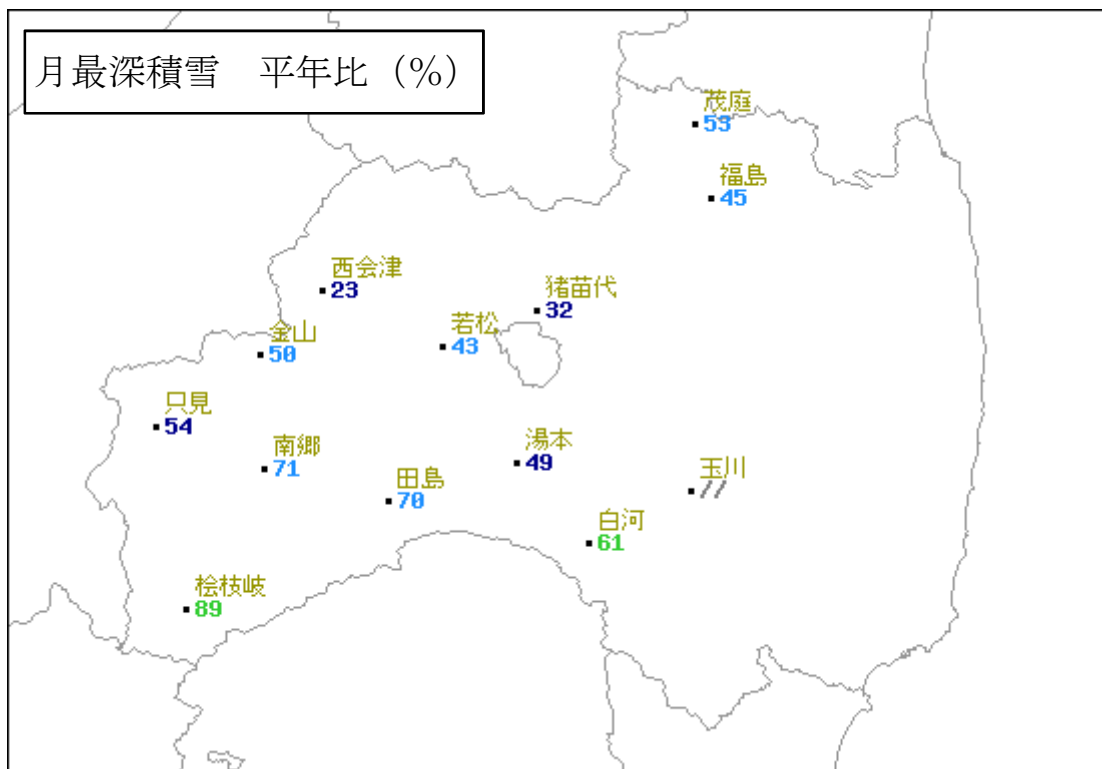 月最深積雪　平年比（%）
茂庭
53
福島
45
西会津
23
猪苗代
32
金山
50
若松
43
只見
54
南郷
71
湯本
49
田島
70
玉川
//
白河
61
桧枝岐
89